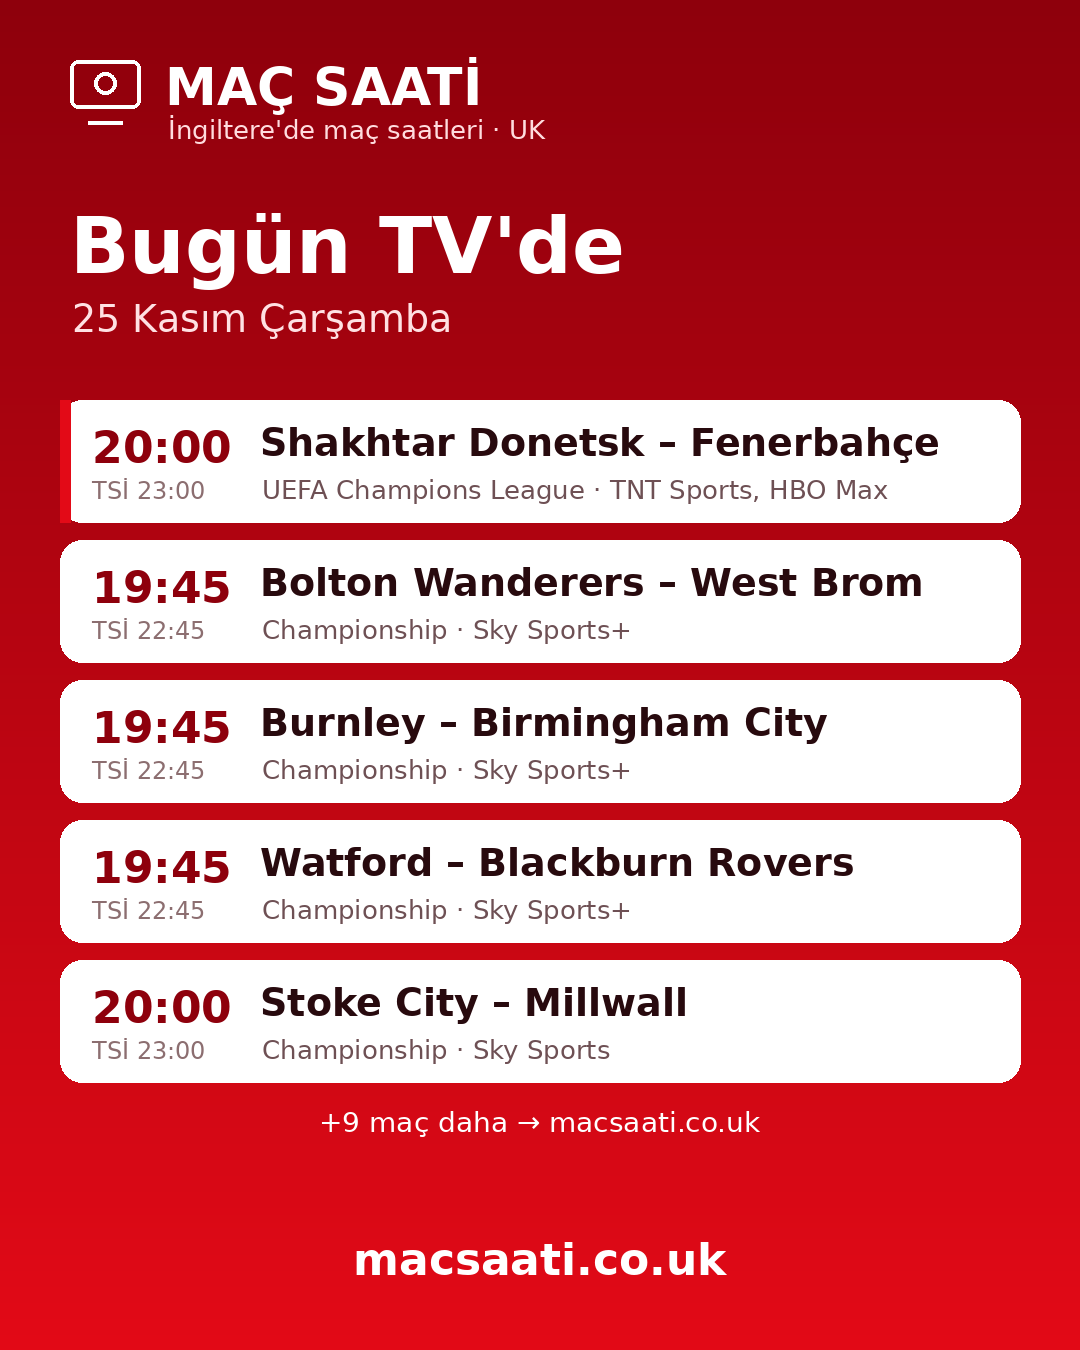 MAÇ SAATİ
İngiltere'de maç saatleri · UK
Bugün TV'de
25 Kasım Çarşamba
20:00 Shakhtar Donetsk – Fenerbahçe
TSİ 23:00 UEFA Champions League · TNT Sports, HBO Max
19:45 Bolton Wanderers – West Brom
TSİ 22:45 Championship · Sky Sports+
19:45 Burnley – Birmingham City
TSİ 22:45 Championship · Sky Sports+
19:45 Watford – Blackburn Rovers
TSİ 22:45 Championship · Sky Sports+
20:00 Stoke City – Millwall
TSİ 23:00 Championship · Sky Sports
+9 maç daha → macsaati.co.uk
macsaati.co.uk